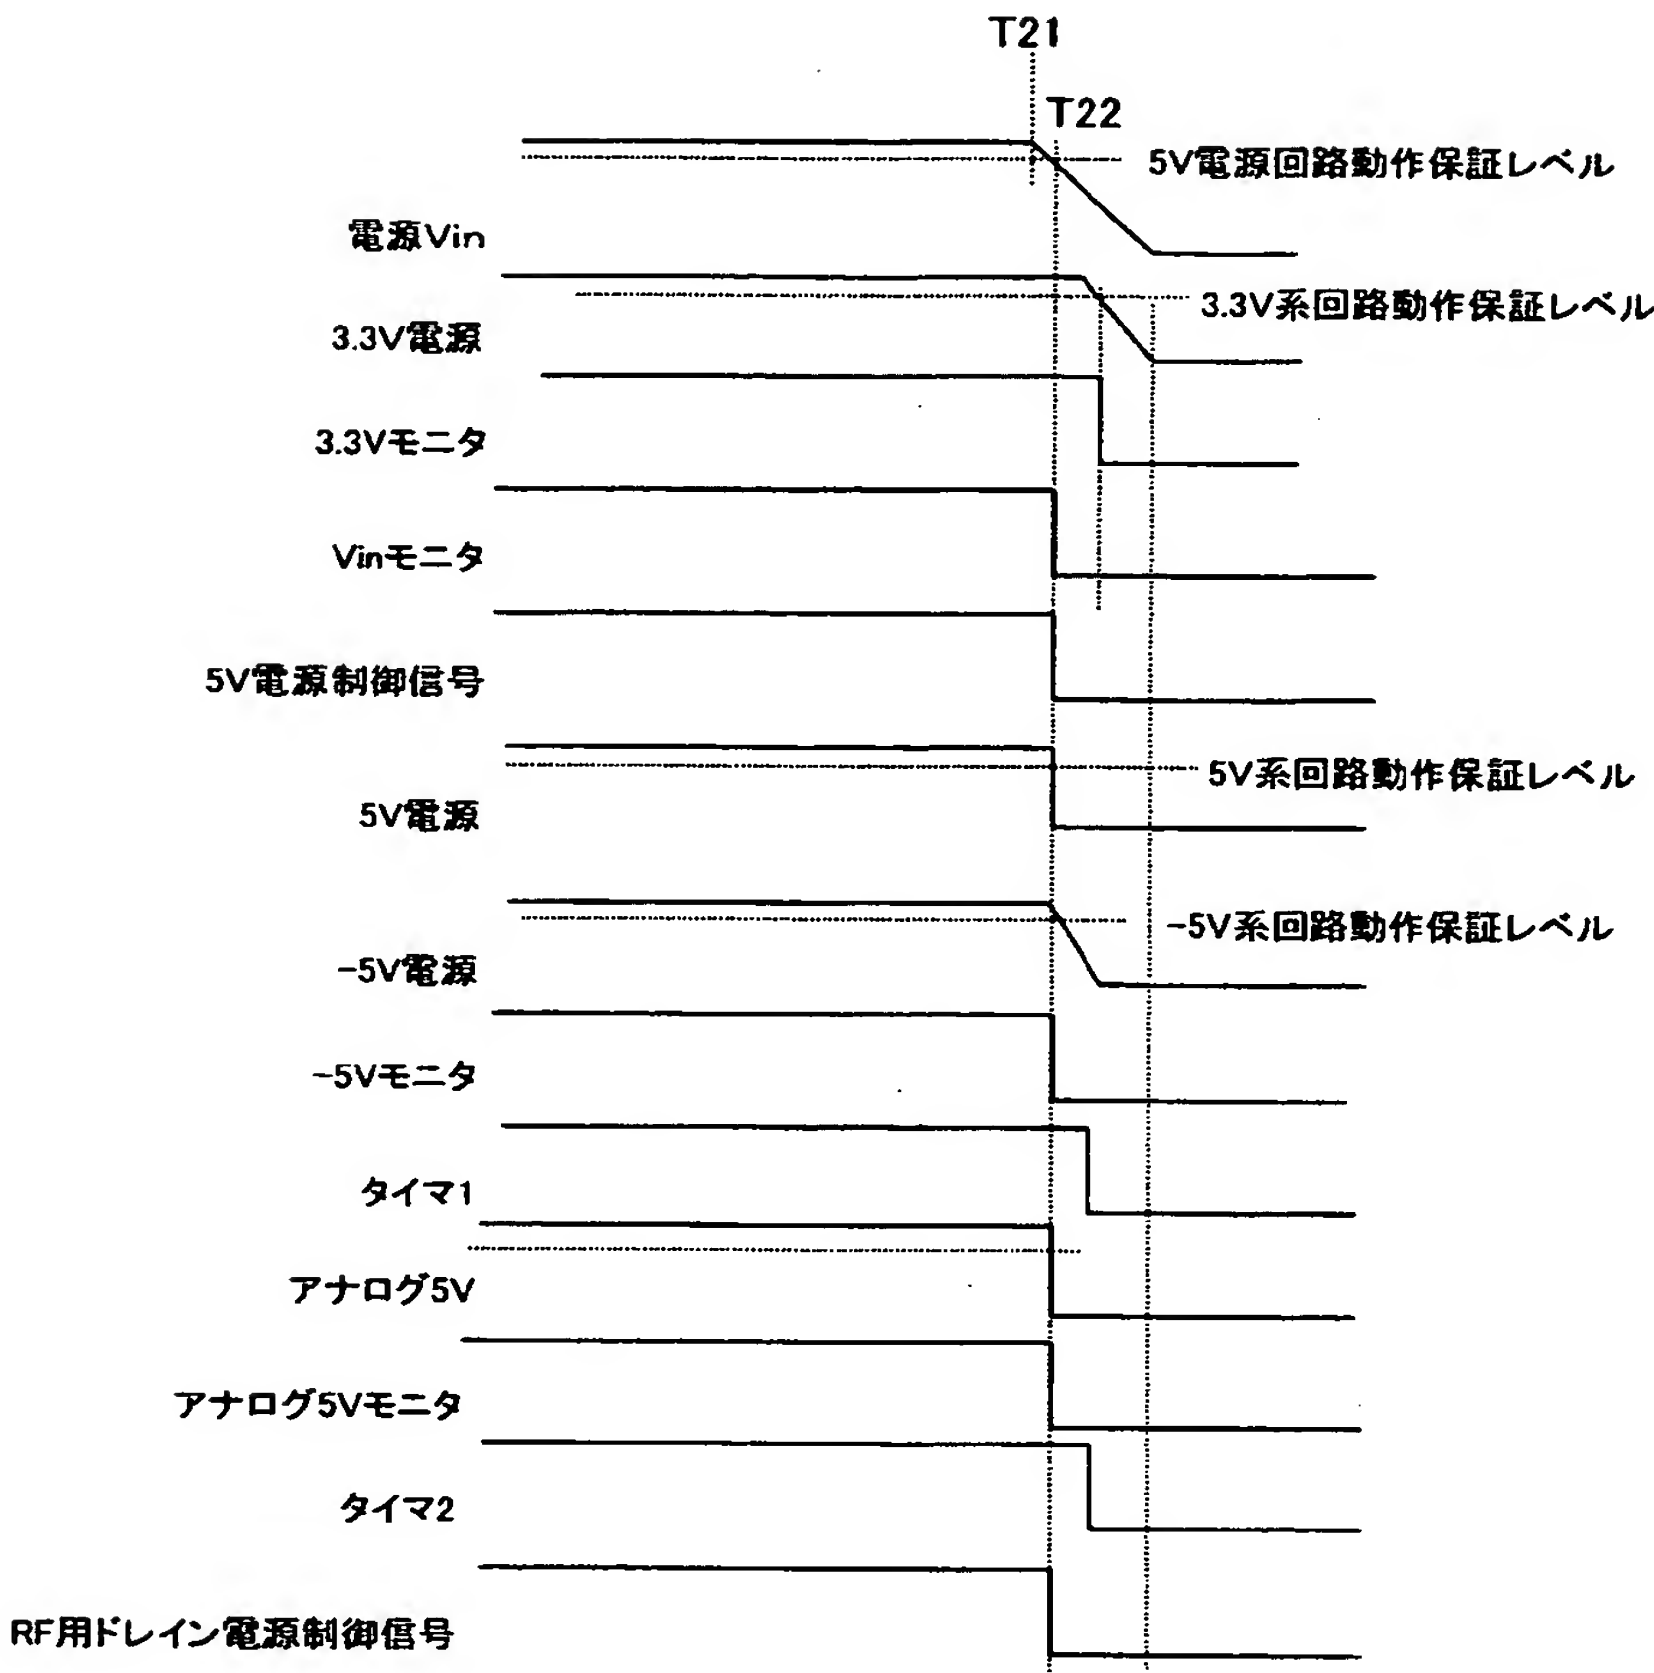 T21
T22
5V電源回路動作保証レベル
電源Vin
3.3V系回路動作保証レベル
3.3V電源
3.3Vモニタ
Vinモニタ
5V電源制御信号
5V系回路動作保証レベル
5V電源
-5V系回路動作保証レベル
-5V電源
-5Vモニタ
タイマ1
アナログ5V
アナログ5Vモニタ
タイマ2
RF用ドレイン電源制御信号